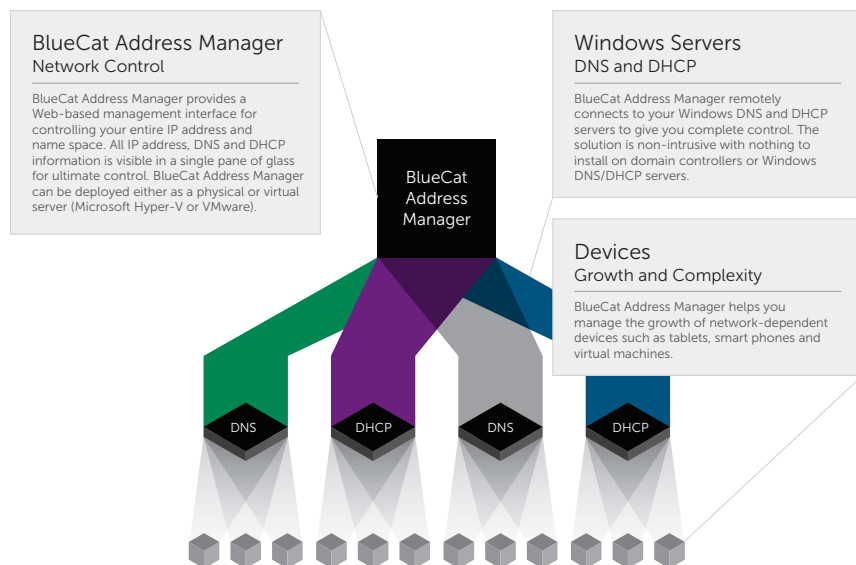 BlueCat Address Manager
Network Control
BlueCat Address Manager provides a
Web-based management interface for
controlling your entire IP address and
name space. All IP address, DNS and DHCP
information is visible in a single pane of glass
for ultimate control. BlueCat Address Manager
can be deployed either as a physical or virtual
server (Microsoft Hyper-V or VMware).
Windows Servers
DNS and DHCP
BlueCat Address Manager remotely
connects to your Windows DNS and DHCP
servers to give you complete control. The
solution is non-intrusive with nothing to
install on domain controllers or Windows
DNS/DHCP servers.
BlueCat
Address
Manager
Devices
Growth and Complexity
BlueCat Address Manager helps you
manage the growth of network-dependent
devices such as tablets, smart phones and
virtual machines.
DNS
DHCP
DNS
DHCP